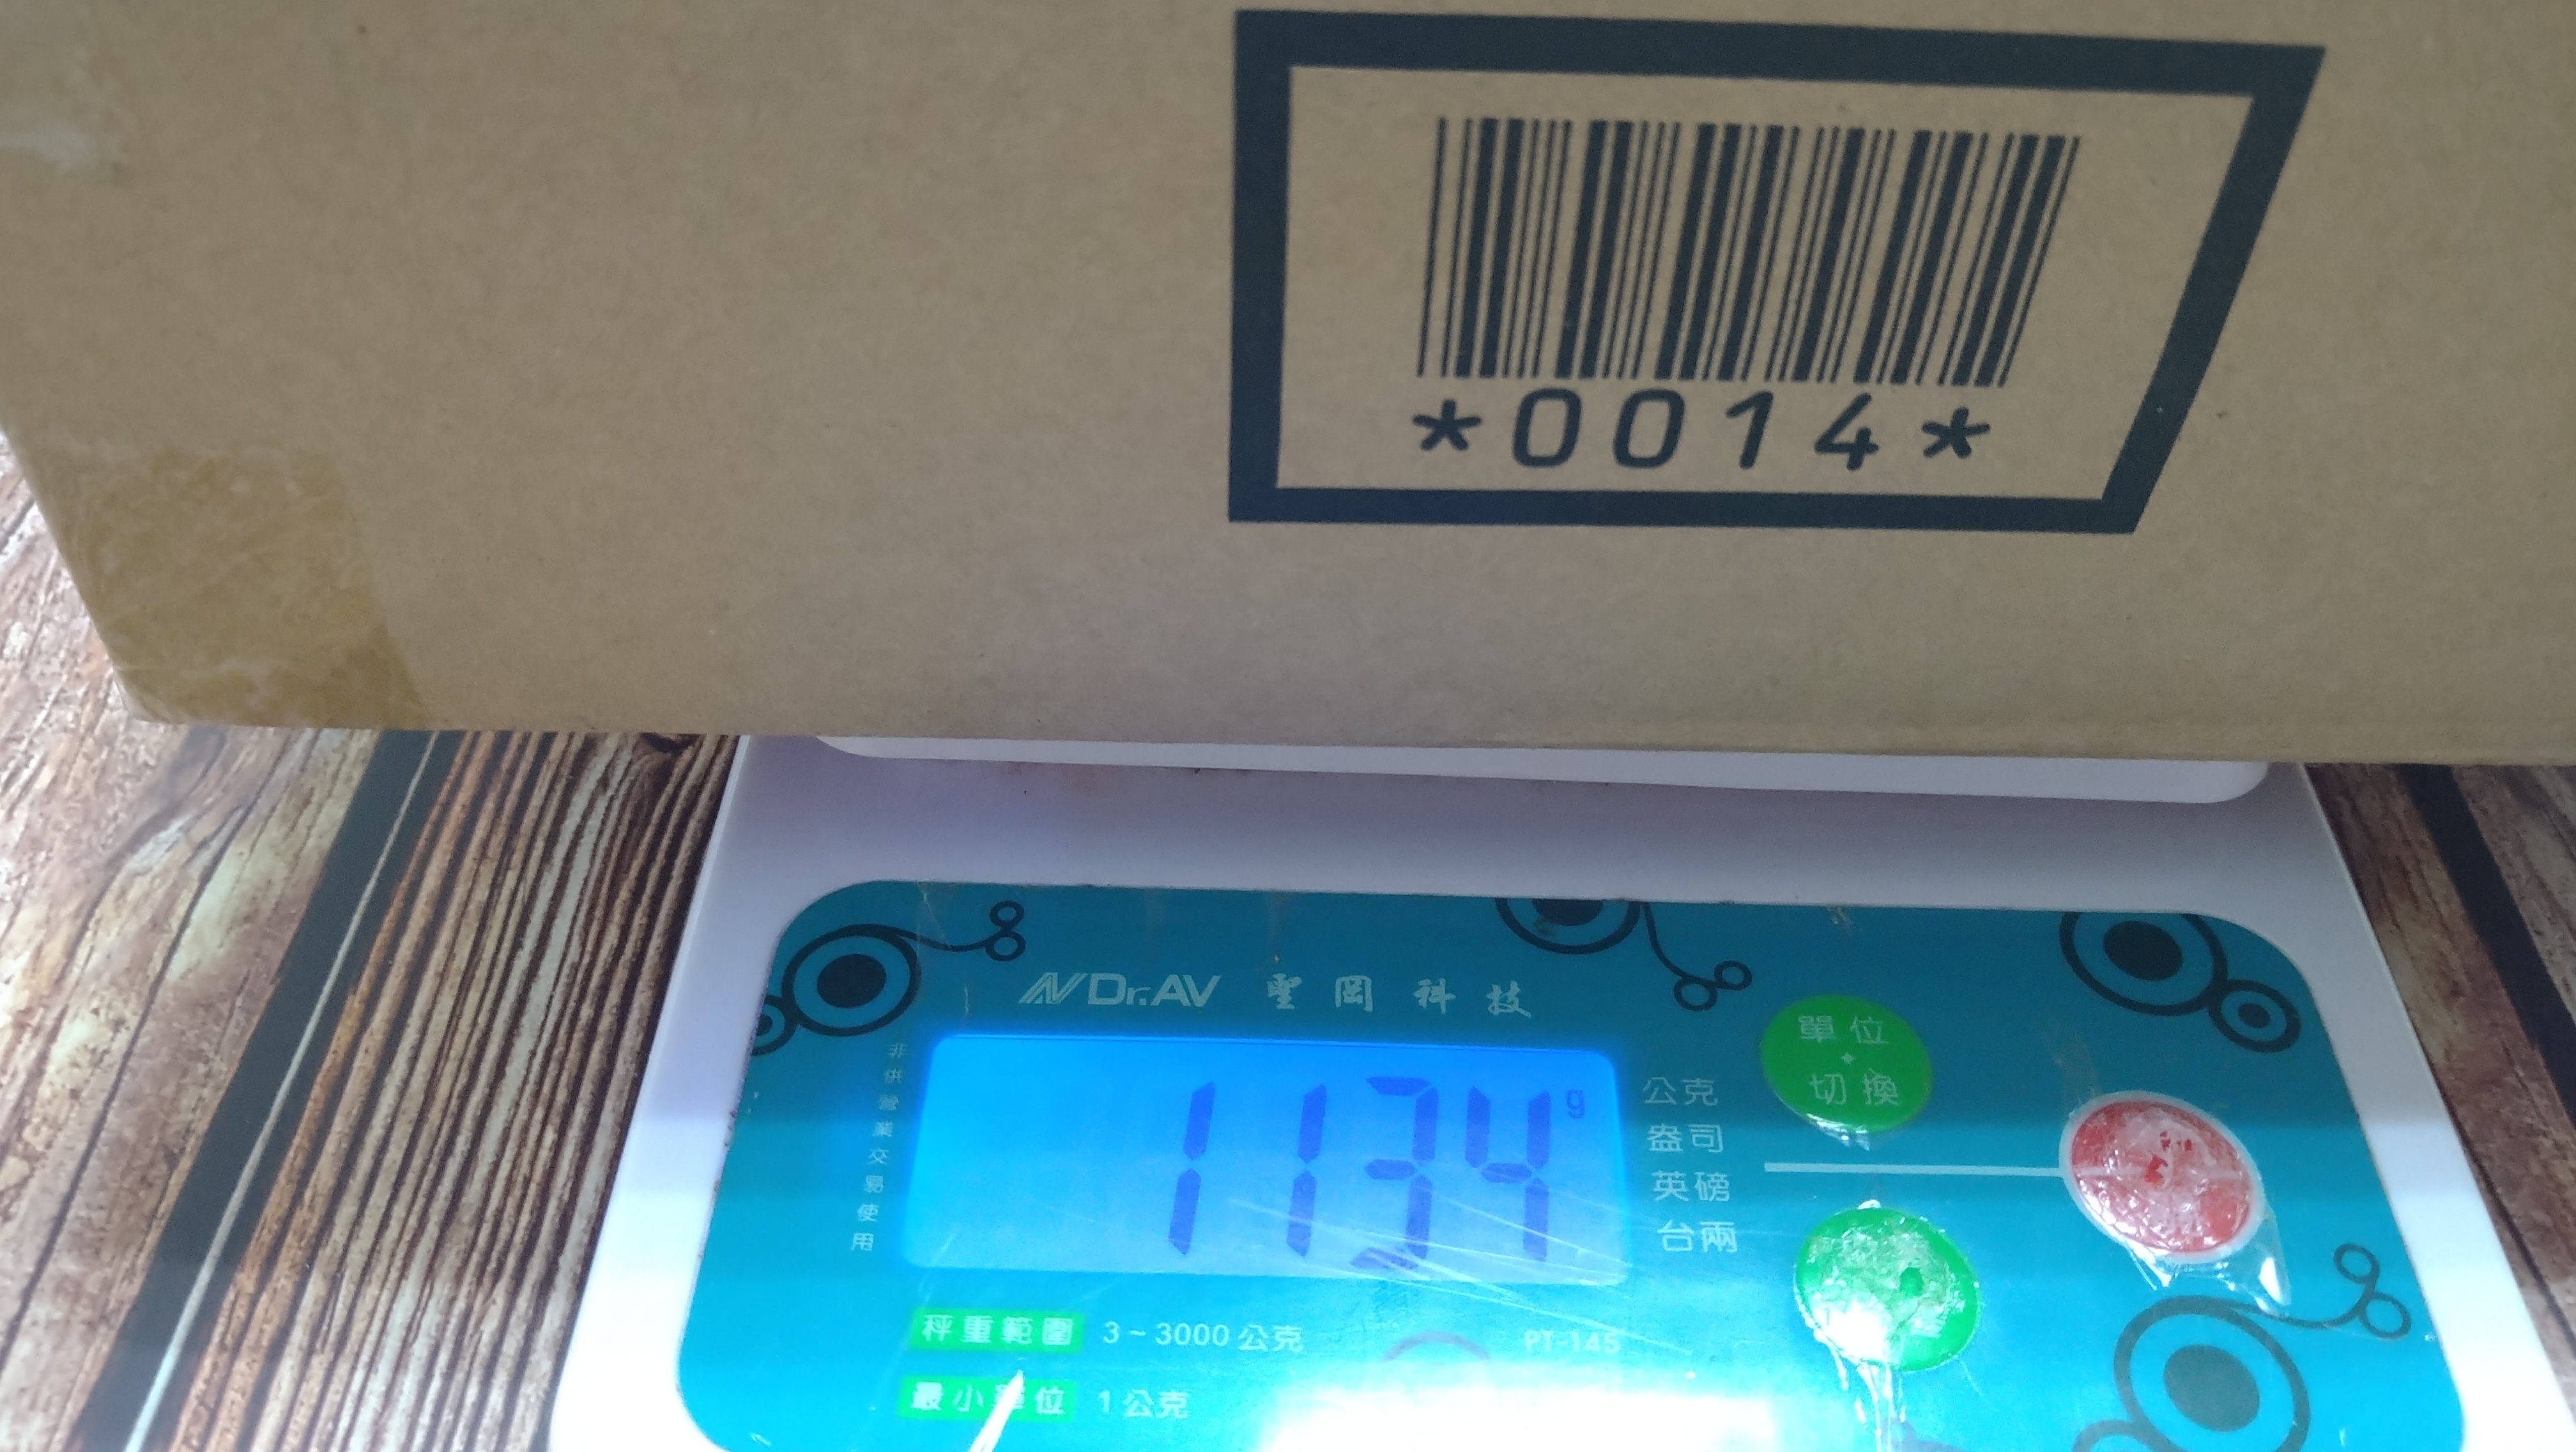 *0014*
Dr.AV 聖岡科技
非供營業交易使用
1134 g
公克
盎司
英磅
台兩
單位
切換
秤重範圍 3~3000公克
PT-145
最小單位 1公克